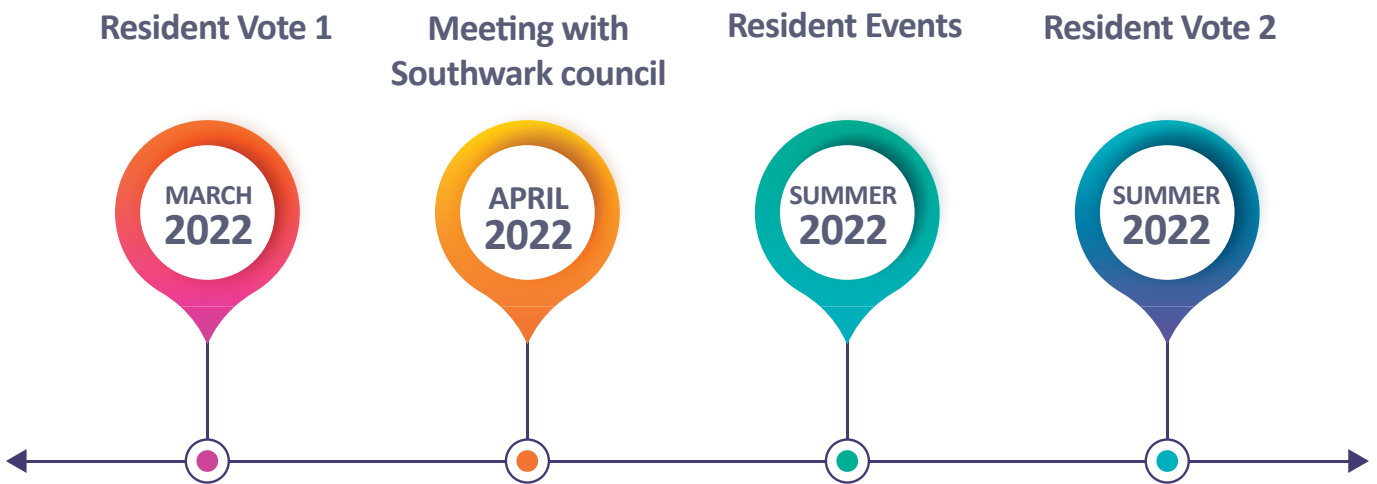 Resident Vote 1
Meeting with
Southwark council
Resident Events
Resident Vote 2
MARCH
2022
APRIL
2022
SUMMER
2022
SUMMER
2022